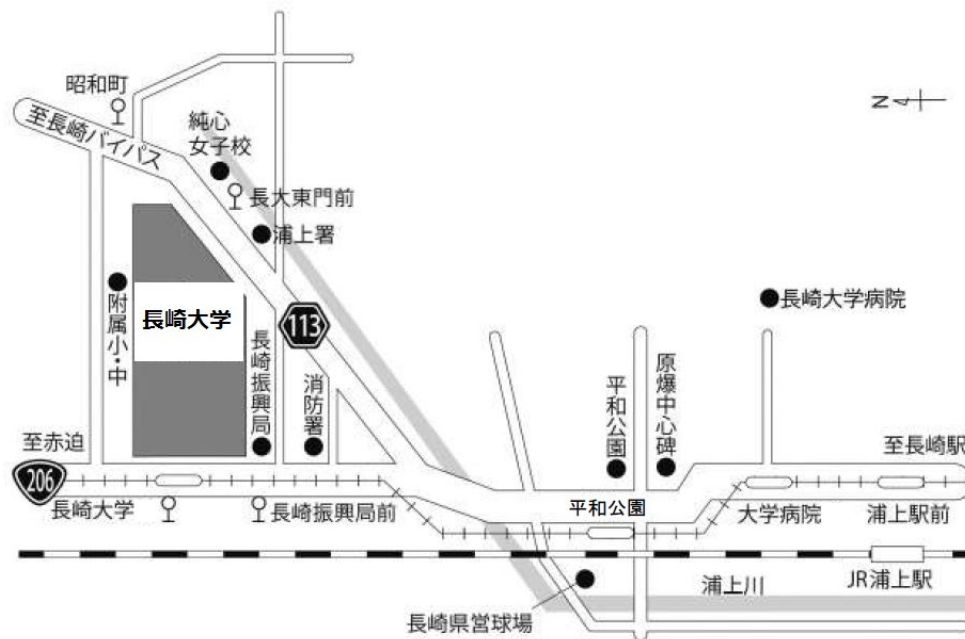 昭和町
至長崎バイパス
純心
女子校
長大東門前
浦上署
N
長崎大学病院
附属小・中
長崎大学
113
長崎振興局
消防署
平和公園
原爆中心碑
至赤迫
至長崎駅
206
長崎大学
長崎振興局前
平和公園
大学病院
浦上駅前
浦上川
JR浦上駅
長崎県営球場